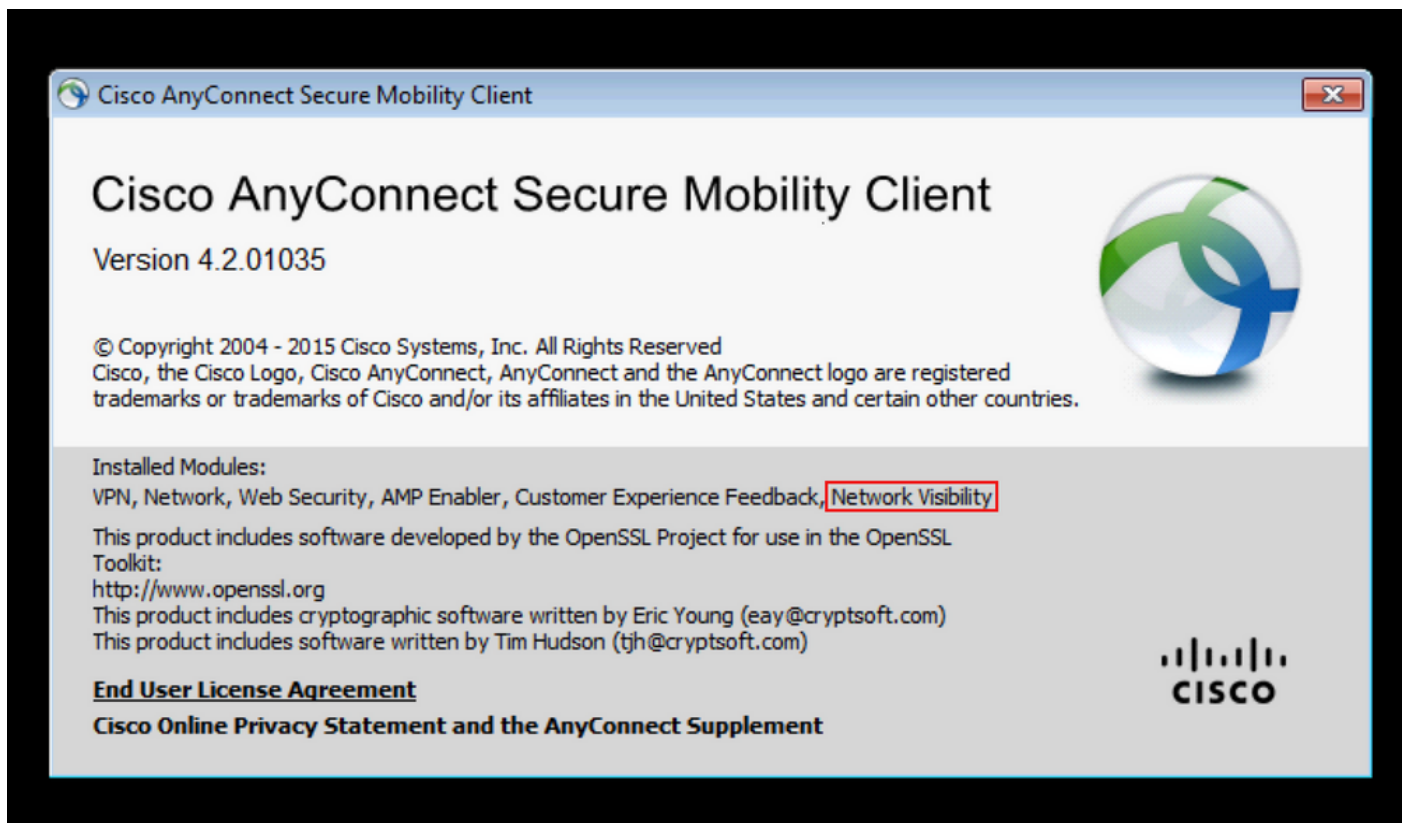 Cisco AnyConnect Secure Mobility Client
Cisco AnyConnect Secure Mobility Client
Version 4.2.01035
© Copyright 2004 - 2015 Cisco Systems, Inc. All Rights Reserved
Cisco, the Cisco Logo, Cisco AnyConnect, AnyConnect and the AnyConnect logo are registered
trademarks or trademarks of Cisco and/or its affiliates in the United States and certain other countries.
Installed Modules:
VPN, Network, Web Security, AMP Enabler, Customer Experience Feedback, Network Visibility
This product includes software developed by the OpenSSL Project for use in the OpenSSL
Toolkit:
http://www.openssl.org
This product includes cryptographic software written by Eric Young (eay@cryptsoft.com)
This product includes software written by Tim Hudson (tjh@cryptsoft.com)
End User License Agreement
Cisco Online Privacy Statement and the AnyConnect Supplement
CISCO